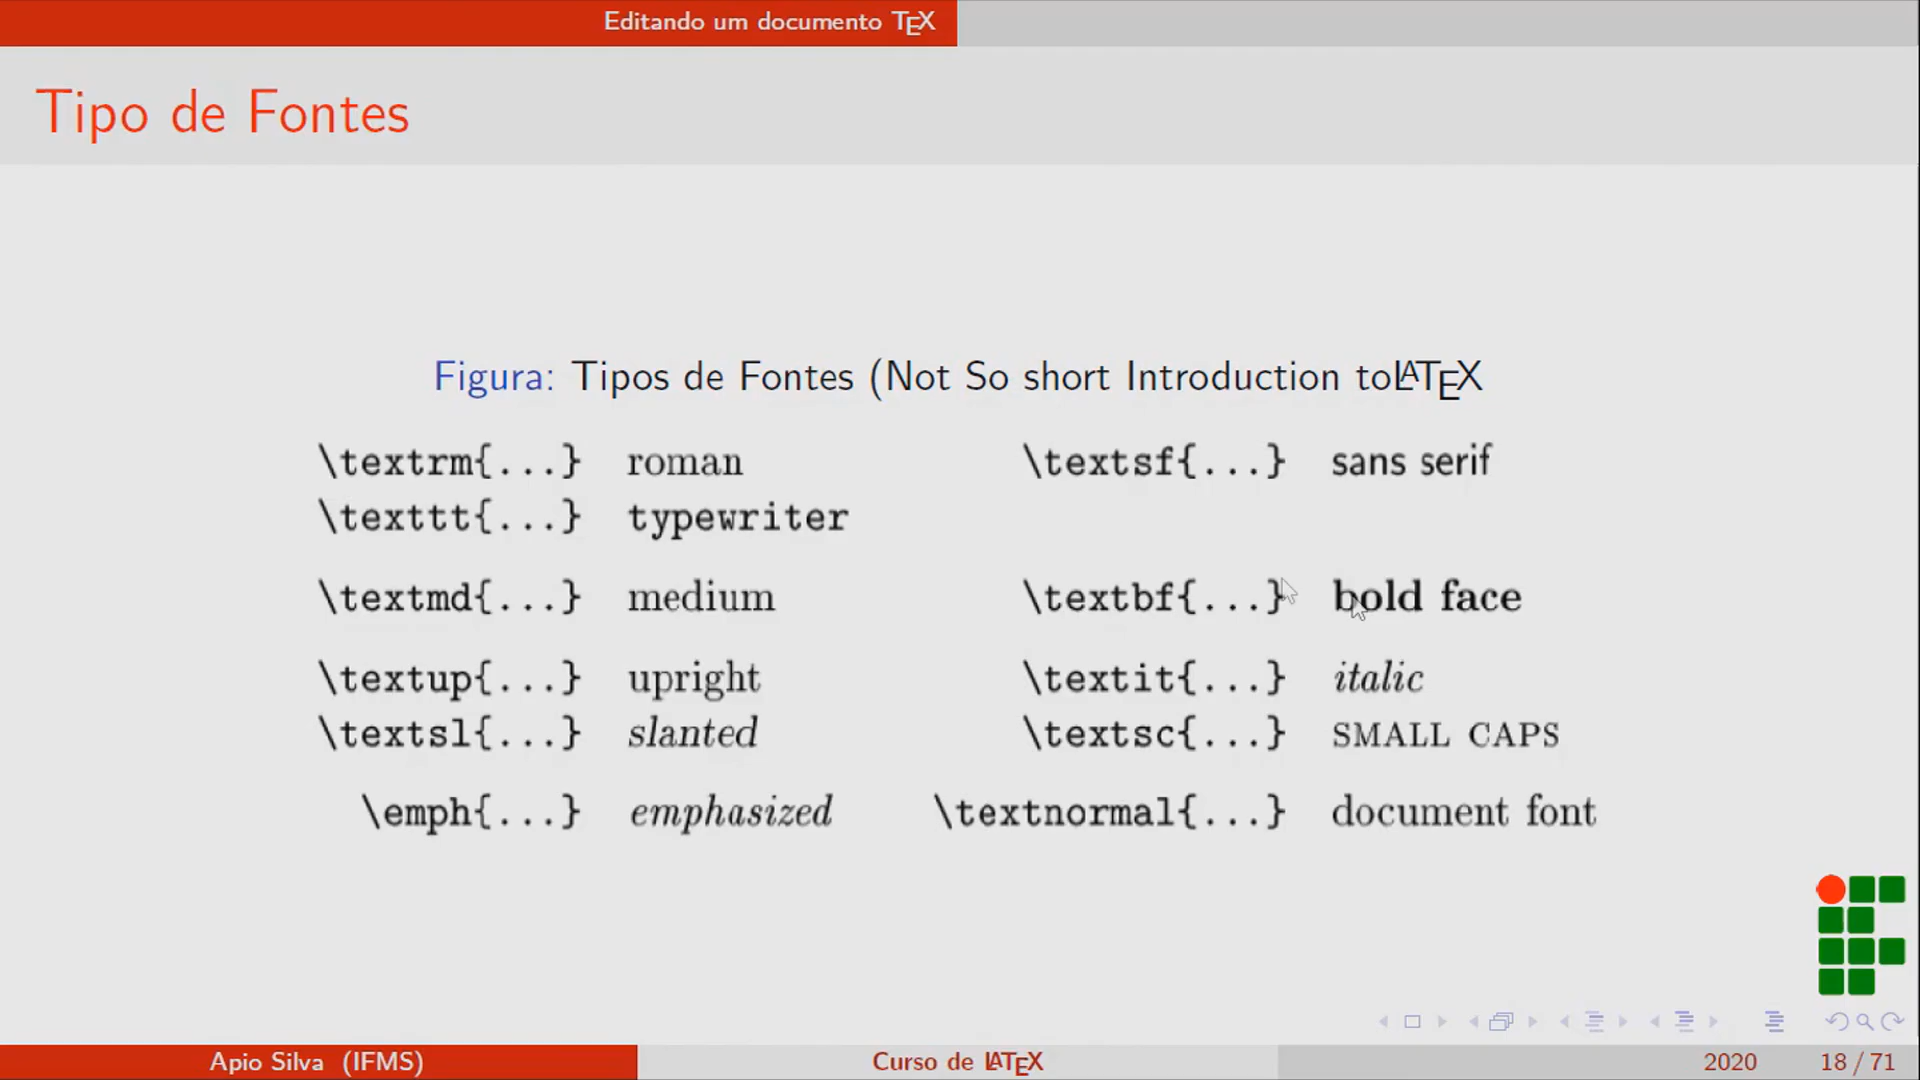 Editando um documento TEX
Tipo de Fontes
Figura: Tipos de Fontes (Not So short Introduction toLATEX
\textrm{...} roman \textsf{...} sans serif
\texttt{...} typewriter
\textmd{...} medium \textbf{...} bold face
\textup{...} upright \textit{...} italic
\textsl{...} slanted \textsc{...} SMALL CAPS
\emph{...} emphasized \textnormal{...} document font
Apio Silva (IFMS) Curso de LATEX 2020 18 / 71